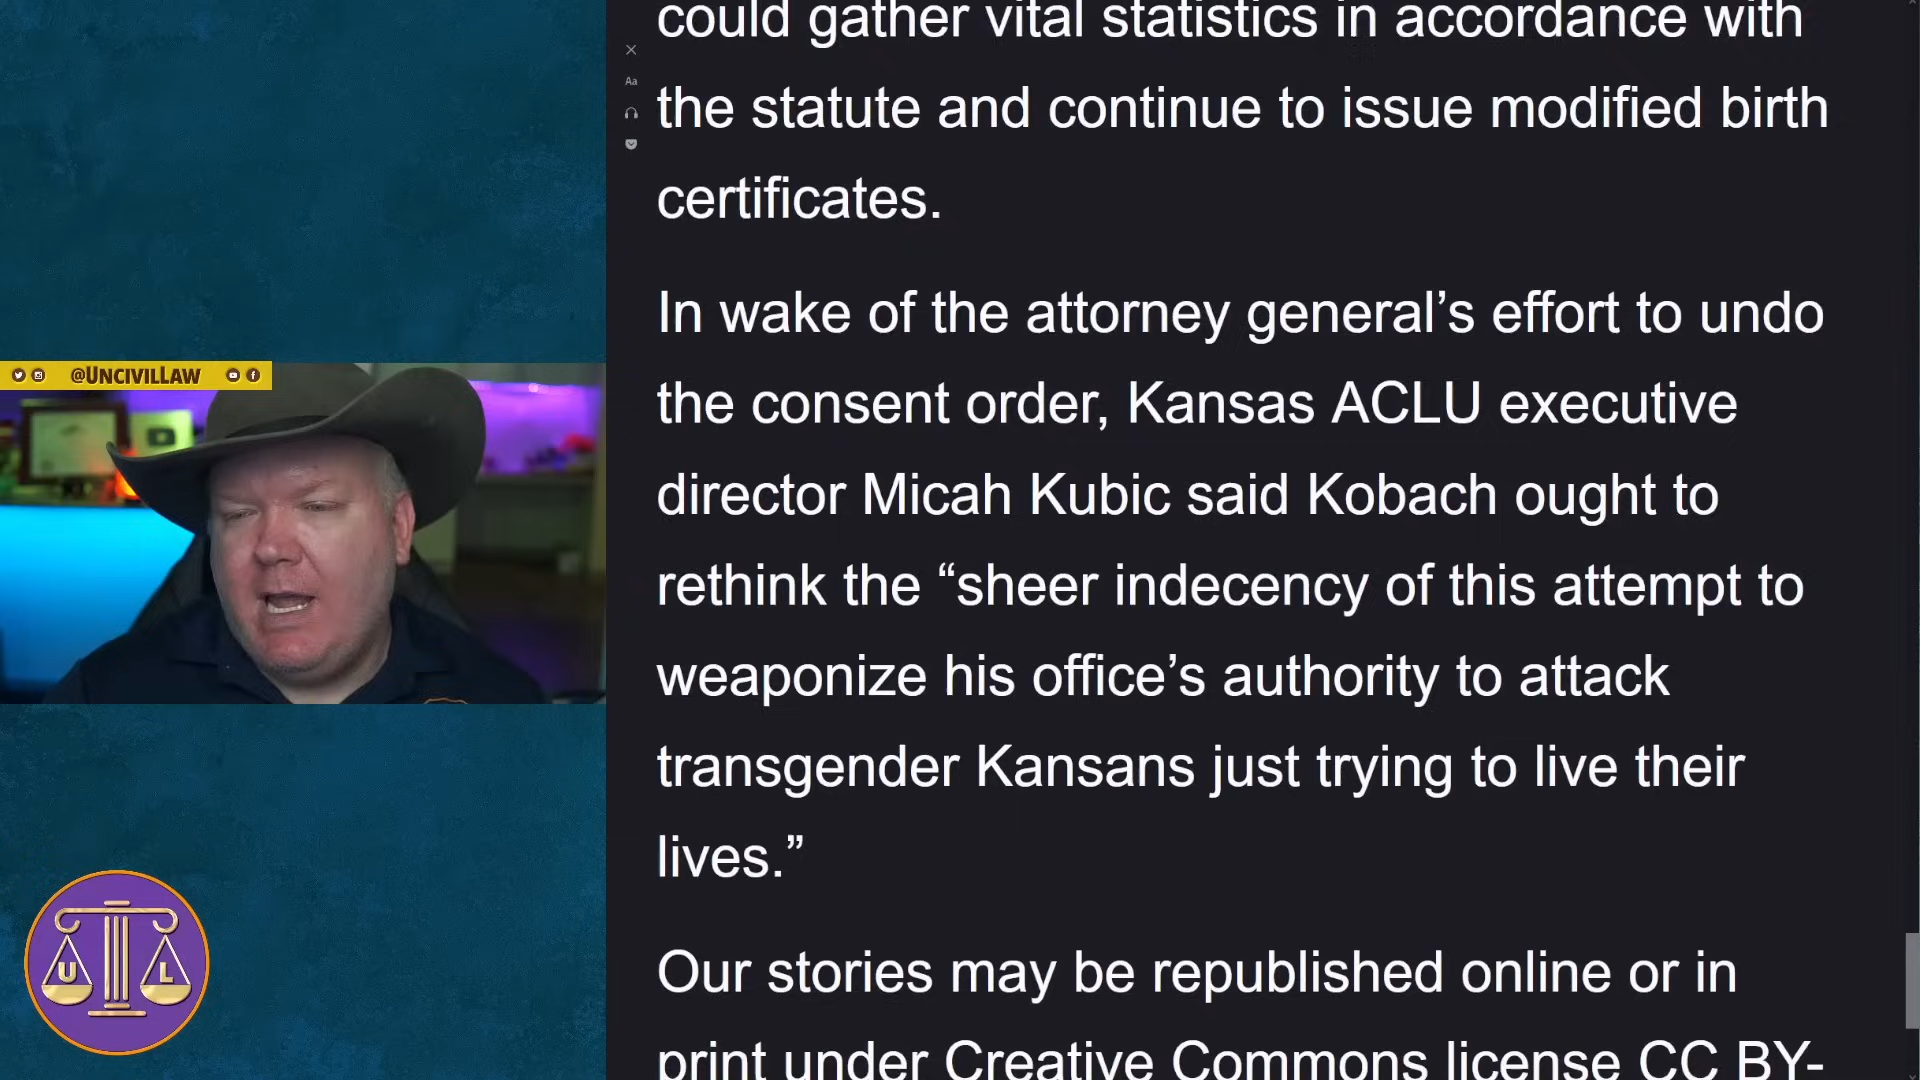 could gather vital statistics in accordance with
the statute and continue to issue modified birth
certificates.
In wake of the attorney general’s effort to undo
the consent order, Kansas ACLU executive
director Micah Kubic said Kobach ought to
rethink the “sheer indecency of this attempt to
weaponize his office’s authority to attack
transgender Kansans just trying to live their
lives.”
Our stories may be republished online or in
print under Creative Commons license CC BY-
Aa
@UNCIVILLAW
U L